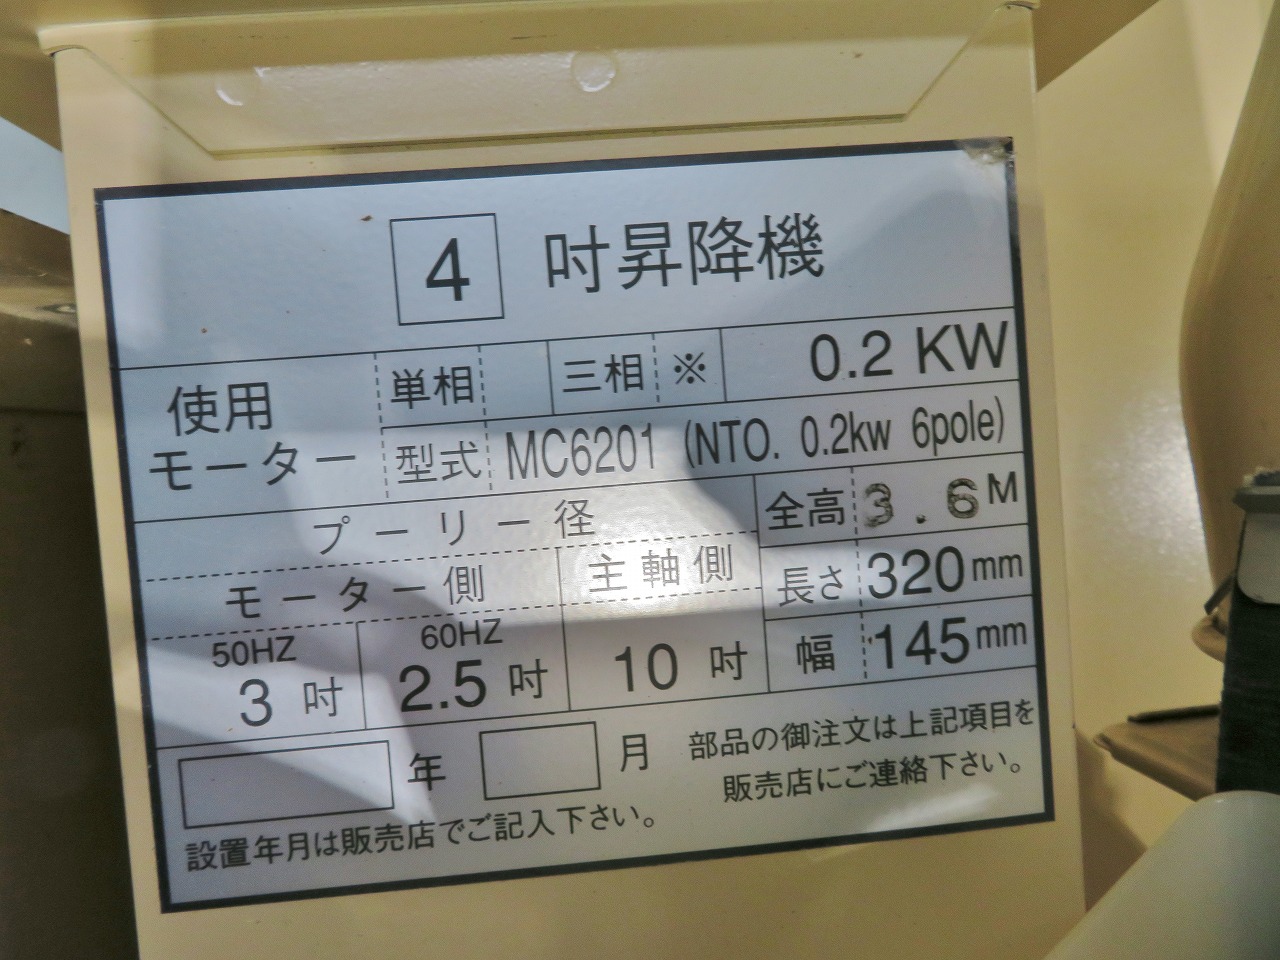 4 吋昇降機
使用モーター 単相 三相 ※ 0.2 KW
型式 MC6201 (NTO. 0.2kw 6pole)
プーリー径 全高 3.6 M
モーター側 主軸側 長さ 320mm
50HZ 3 吋 60HZ 2.5 吋 10 吋 幅 145mm
年 月 部品の御注文は上記項目を
販売店にご連絡下さい。
設置年月は販売店でご記入下さい。